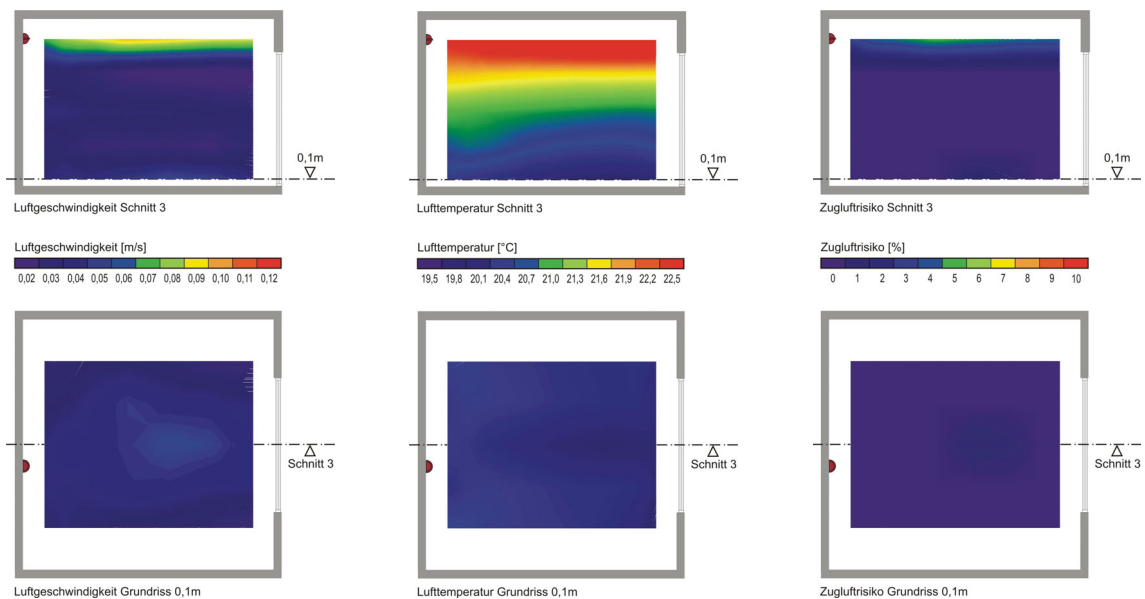 0,1m
0,1m
0,1m
Luftgeschwindigkeit Schnitt 3
Lufttemperatur Schnitt 3
Zugluftrisiko Schnitt 3
Luftgeschwindigkeit [m/s]
0,02 0,03 0,04 0,05 0,06 0,07 0,08 0,09 0,10 0,11 0,12
Lufttemperatur [°C]
19,5 19,8 20,1 20,4 20,7 21,0 21,3 21,6 21,9 22,2 22,5
Zugluftrisiko [%]
0 1 2 3 4 5 6 7 8 9 10
Schnitt 3
Schnitt 3
Schnitt 3
Luftgeschwindigkeit Grundriss 0,1m
Lufttemperatur Grundriss 0,1m
Zugluftrisiko Grundriss 0,1m